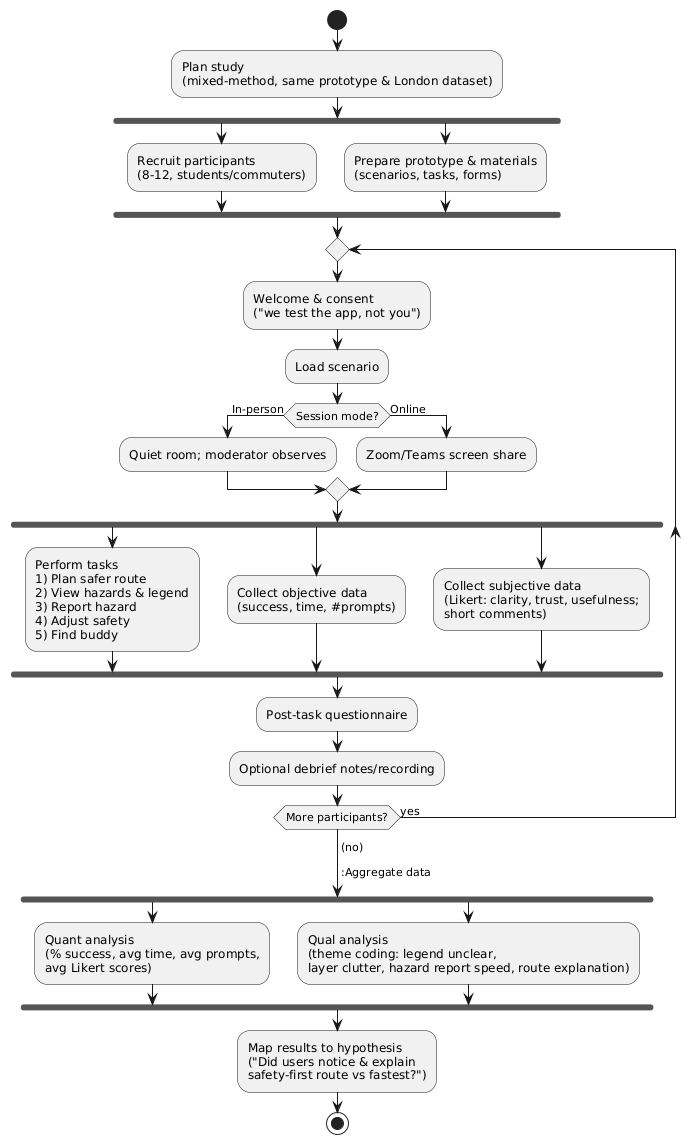 Plan study
(mixed-method, same prototype & London dataset)
Recruit participants
(8-12, students/commuters)
Prepare prototype & materials
(scenarios, tasks, forms)
Welcome & consent
("we test the app, not you")
Load scenario
Session mode?
In-person
Online
Quiet room; moderator observes
Zoom/Teams screen share
Perform tasks
1) Plan safer route
2) View hazards & legend
3) Report hazard
4) Adjust safety
5) Find buddy
Collect objective data
(success, time, #prompts)
Collect subjective data
(Likert: clarity, trust, usefulness;
short comments)
Post-task questionnaire
Optional debrief notes/recording
More participants?
yes
(no)
:Aggregate data
Quant analysis
(% success, avg time, avg prompts,
avg Likert scores)
Qual analysis
(theme coding: legend unclear,
layer clutter, hazard report speed, route explanation)
Map results to hypothesis
("Did users notice & explain
safety-first route vs fastest?")